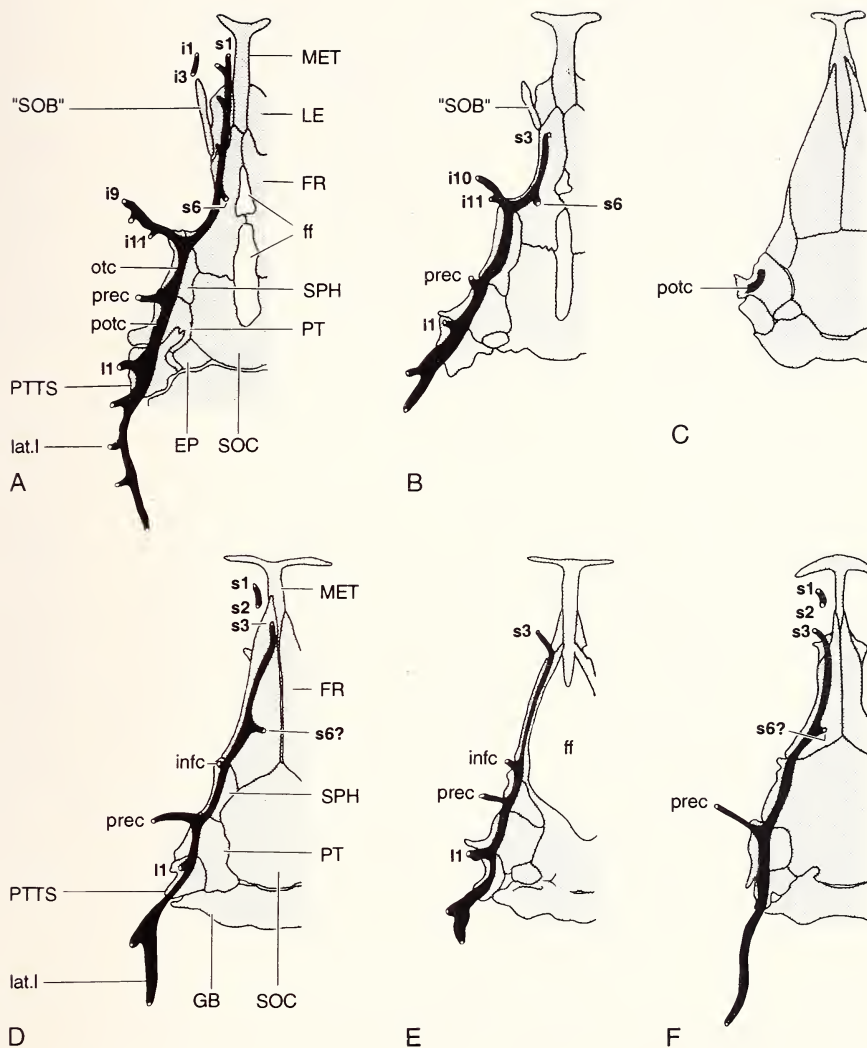 i1 s1
i3
MET
"SOB"
LE
FR
i9
s6
ff
i11
otc
prec
SPH
potc
PT
l1
PTTS
lat.l
EP SOC
A
"SOB"
s3
i10
i11
s6
prec
i1
B
potc
C
s1
s2
MET
s3
FR
s6?
infc
SPH
prec
PT
l1
PTTS
lat.l
GB SOC
D
s3
ff
infc
prec
l1
E
s1
s2
s3
s6?
prec
F